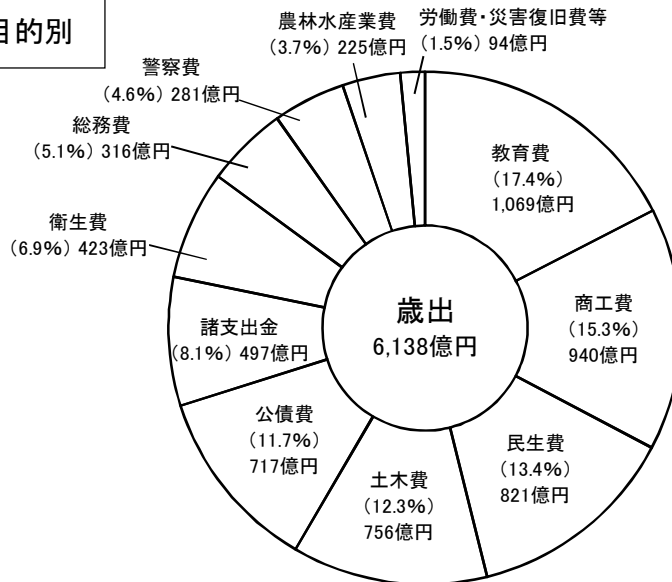 目的別
農林水産業費
（3.7%）225億円
労働費・災害復旧費等
（1.5%）94億円
警察費
（4.6%）281億円
総務費
（5.1%）316億円
衛生費
（6.9%）423億円
諸支出金
（8.1%）497億円
公債費
（11.7%）
717億円
土木費
（12.3%）
756億円
民生費
（13.4%）
821億円
商工費
（15.3%）
940億円
教育費
（17.4%）
1,069億円
歳出
6,138億円